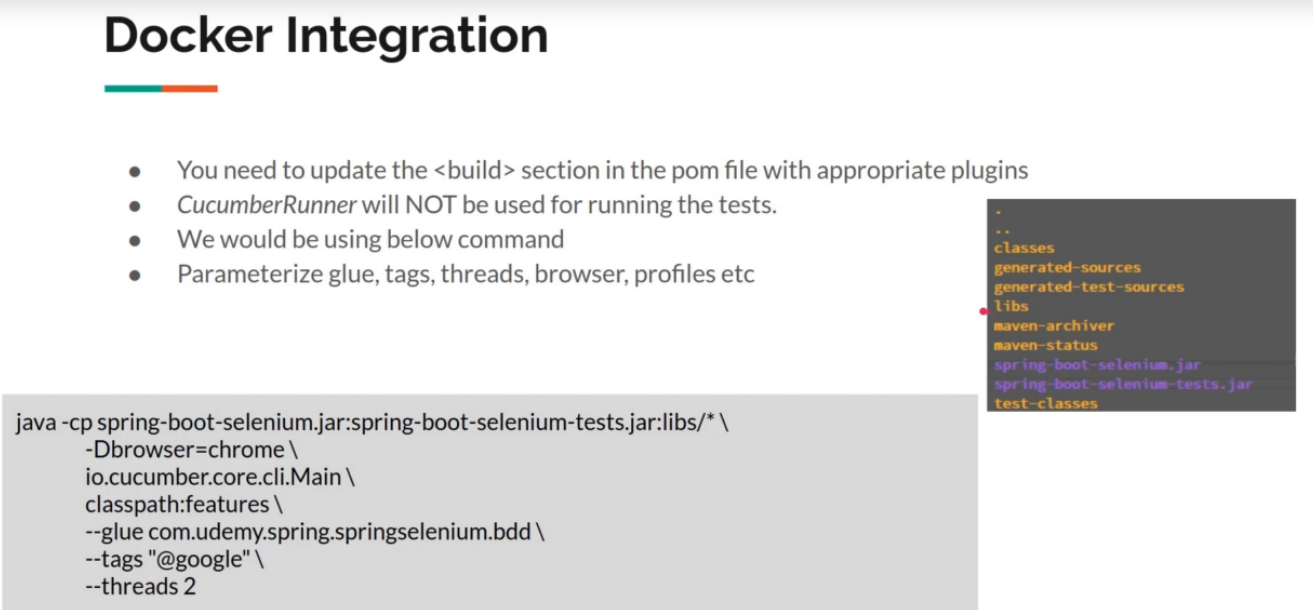 Docker Integration
You need to update the <build> section in the pom file with appropriate plugins
CucumberRunner will NOT be used for running the tests.
We would be using below command
Parameterize glue, tags, threads, browser, profiles etc
.
..
classes
generated-sources
generated-test-sources
libs
maven-archiver
maven-status
spring-boot-selenium.jar
spring-boot-selenium-tests.jar
test-classes
java -cp spring-boot-selenium.jar:spring-boot-selenium-tests.jar:libs/* \
-Dbrowser=chrome \
io.cucumber.core.cli.Main \
classpath:features \
--glue com.udemy.spring.springselenium.bdd \
--tags "@google" \
--threads 2